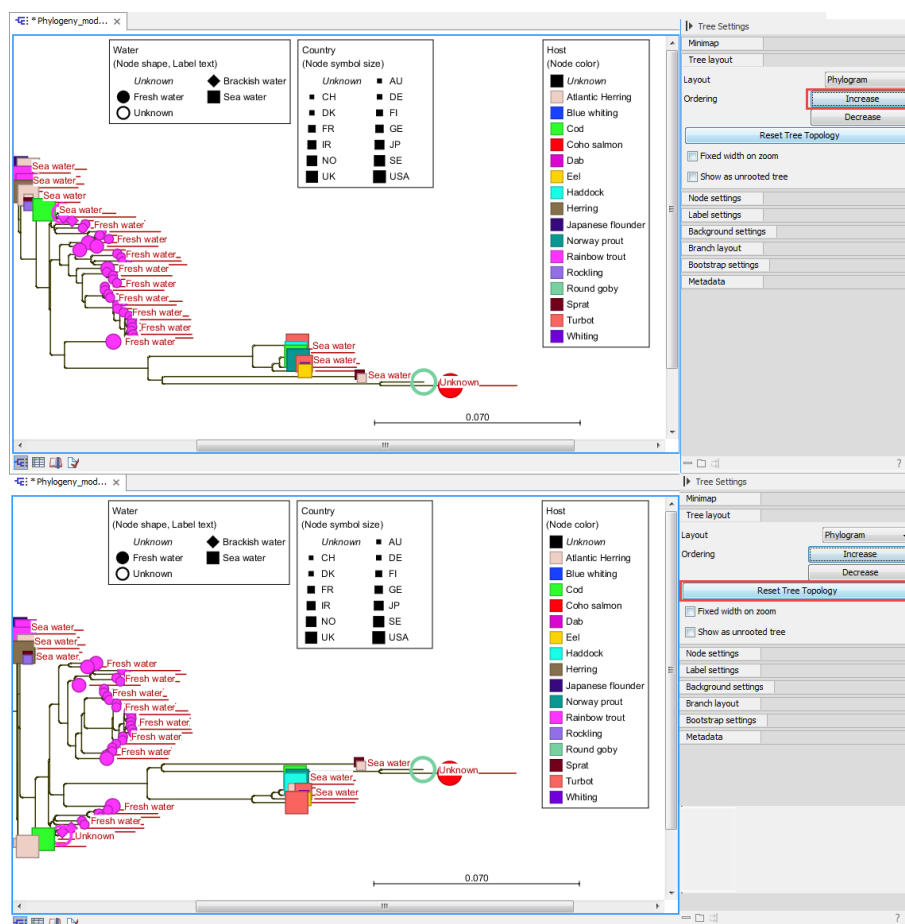 * Phylogeny_mod... ×
Tree Settings
Minimap
Tree layout
Layout Phylogram
Ordering Increase
Decrease
Reset Tree Topology
Fixed width on zoom
Show as unrooted tree
Node settings
Label settings
Background settings
Branch layout
Bootstrap settings
Metadata
Water
(Node shape, Label text)
Unknown Brackish water
Fresh water Sea water
Unknown
Country
(Node symbol size)
Unknown AU
CH DE
DK FI
FR GE
IR JP
NO SE
UK USA
Host
(Node color)
Unknown
Atlantic Herring
Blue whiting
Cod
Coho salmon
Dab
Eel
Haddock
Herring
Japanese flounder
Norway prout
Rainbow trout
Rockling
Round goby
Sprat
Turbot
Whiting
Sea water
Sea water
Sea water
Sea water
Fresh water
Fresh water
Fresh water
Fresh water
Fresh water
Fresh water
Fresh water
Fresh water
Sea water
Sea water
Sea water
Unknown
0.070
?
* Phylogeny_mod... ×
Tree Settings
Minimap
Tree layout
Layout Phylogram
Ordering Increase
Decrease
Reset Tree Topology
Fixed width on zoom
Show as unrooted tree
Node settings
Label settings
Background settings
Branch layout
Bootstrap settings
Metadata
Water
(Node shape, Label text)
Unknown Brackish water
Fresh water Sea water
Unknown
Country
(Node symbol size)
Unknown AU
CH DE
DK FI
FR GE
IR JP
NO SE
UK USA
Host
(Node color)
Unknown
Atlantic Herring
Blue whiting
Cod
Coho salmon
Dab
Eel
Haddock
Herring
Japanese flounder
Norway prout
Rainbow trout
Rockling
Round goby
Sprat
Turbot
Whiting
Sea water
Sea water
Sea water
Fresh water
Fresh water
Fresh water
Fresh water
Fresh water
Sea water
Unknown
Sea water
Sea water
Fresh water
Fresh water
Unknown
0.070
?